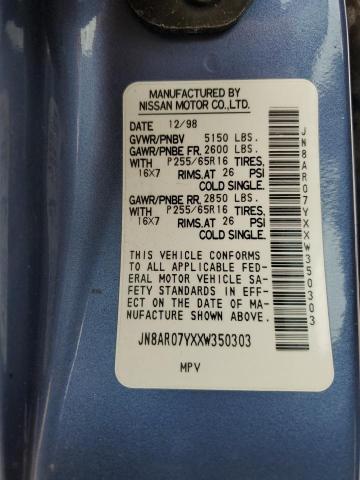 MANUFACTURED BY
NISSAN MOTOR CO.,LTD.
DATE 12/98
GVWR/PNBV 5150 LBS.
GAWR/PNBE FR, 2600 LBS.
WITH P255/65R16 TIRES,
16X7 RIMS, AT 26 PSI
COLD SINGLE.
GAWR/PNBE RR, 2850 LBS.
WITH P255/65R16 TIRES,
16X7 RIMS, AT 26 PSI
COLD SINGLE.
THIS VEHICLE CONFORMS
TO ALL APPLICABLE FED-
ERAL MOTOR VEHICLE SA-
FETY STANDARDS IN EFF-
ECT ON THE DATE OF MA-
NUFACTURE SHOWN ABOVE.
JN8AR07YXXW350303
MPV
JN8AR07YXXW350303